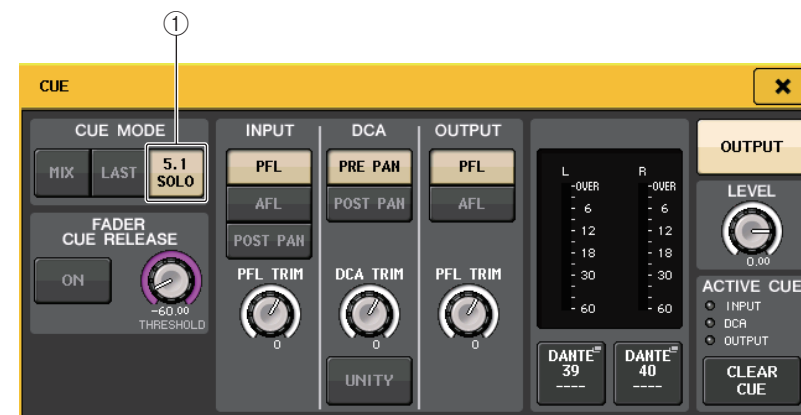 1
CUE
CUE MODE
MIX
LAST
5.1
SOLO
FADER
CUE RELEASE
ON
-60.00
THRESHOLD
INPUT
PFL
AFL
POST PAN
PFL TRIM
0
DCA
PRE PAN
POST PAN
DCA TRIM
0
UNITY
OUTPUT
PFL
AFL
PFL TRIM
0
L
R
-OVER
-OVER
- 6
- 6
- 12
- 12
- 18
- 18
- 30
- 30
- 60
- 60
DANTE
39
----
DANTE
40
----
OUTPUT
LEVEL
0.00
ACTIVE CUE
INPUT
DCA
OUTPUT
CLEAR
CUE